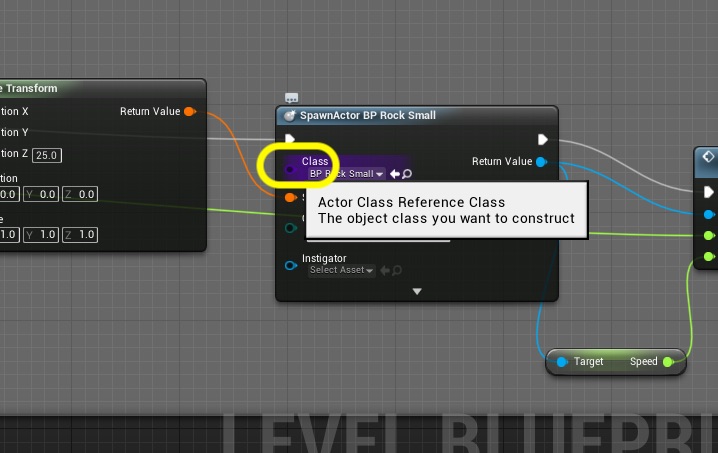 Transform
SpawnActor BP Rock Small
tion X
Return Value
tion Y
Class
Return Value
tion Z 25.0
BP Rock Small
tion
0.0 Y 0.0 Z 0.0
Actor Class Reference Class
The object class you want to construct
1.0 Y 1.0 Z 1.0
Instigator
Select Asset
Target Speed
LEVEL BLUEPRI